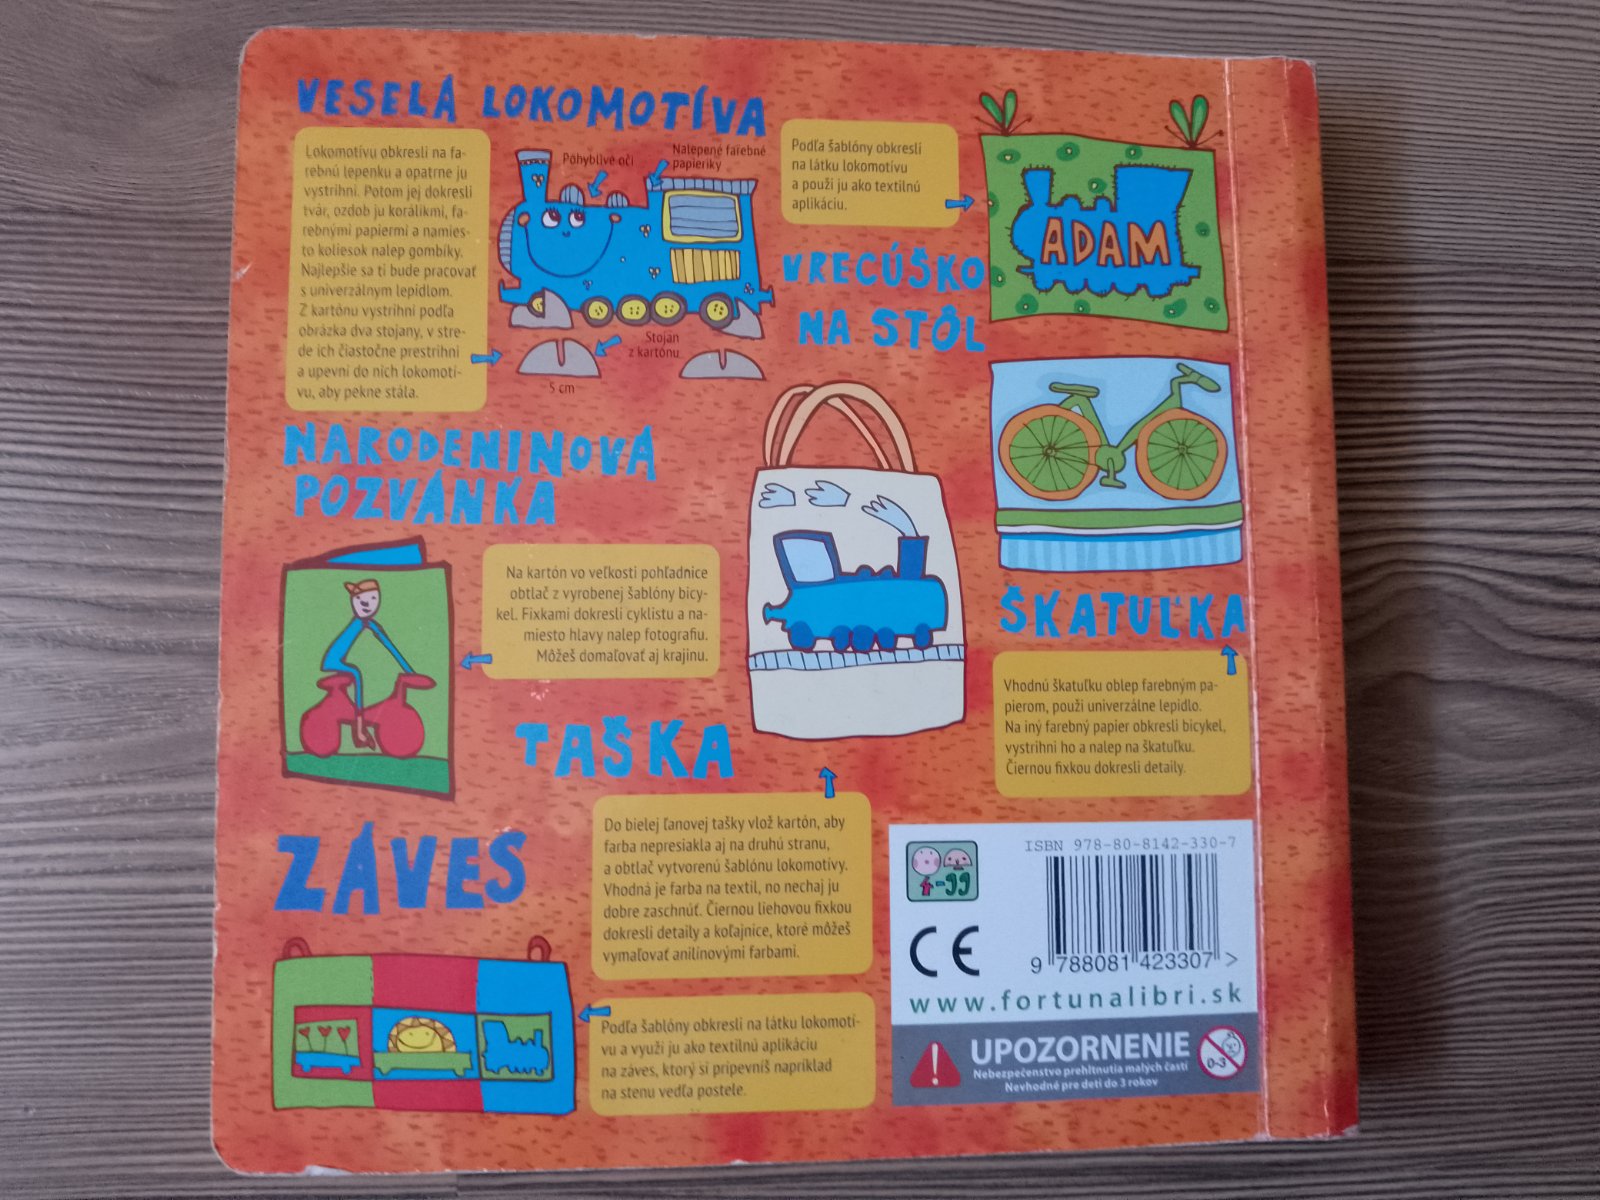 VESELÁ LOKOMOTÍVA
Lokomotívu obkresli na fa-
rebnú lepenku a opatrne ju
vystrihni. Potom jej dokresli
tvár, ozdob ju korálikmi, fa-
rebnými papiermi a namies-
to koliesok nalep gombíky.
Najlepšie sa ti bude pracovať
s univerzálnym lepidlom.
Z kartónu vystrihni podľa
obrázka dva stojany, v stre-
de ich čiastočne prestrihni
a upevni do nich lokomotí-
vu, aby pekne stála.
Pohyblivé oči
Nalepené farebné
papieriky
Stojan
z kartónu
5 cm
Podľa šablóny obkresli
na látku lokomotívu
a použi ju ako textilnú
aplikáciu.
ADAM
VRECÚŠKO
NA STÔL
NARODENINOVÁ
POZVÁNKA
Na kartón vo veľkosti pohľadnice
obtlač z vyrobenej šablóny bicy-
kel. Fixkami dokresli cyklistu a na-
miesto hlavy nalep fotografiu.
Môžeš domaľovať aj krajinu.
ŠKATUĽKA
Vhodnú škatuľku oblep farebným pa-
pierom, použi univerzálne lepidlo.
Na iný farebný papier obkresli bicykel,
vystrihni ho a nalep na škatuľku.
Čiernou fixkou dokresli detaily.
TAŠKA
Do bielej ľanovej tašky vlož kartón, aby
farba nepresiakla aj na druhú stranu,
a obtlač vytvorenú šablónu lokomotívy.
Vhodná je farba na textil, no nechaj ju
dobre zaschnúť. Čiernou liehovou fixkou
dokresli detaily a koľajnice, ktoré môžeš
vymaľovať anilínovými farbami.
ZÁVES
Podľa šablóny obkresli na látku lokomotí-
vu a využi ju ako textilnú aplikáciu
na záves, ktorý si pripevníš napríklad
na stenu vedľa postele.
4-99
ISBN 978-80-8142-330-7
CE
9 788081 423307 >
www.fortunalibri.sk
UPOZORNENIE
Nebezpečenstvo prehltnutia malých častí
Nevhodné pre deti do 3 rokov
0-3